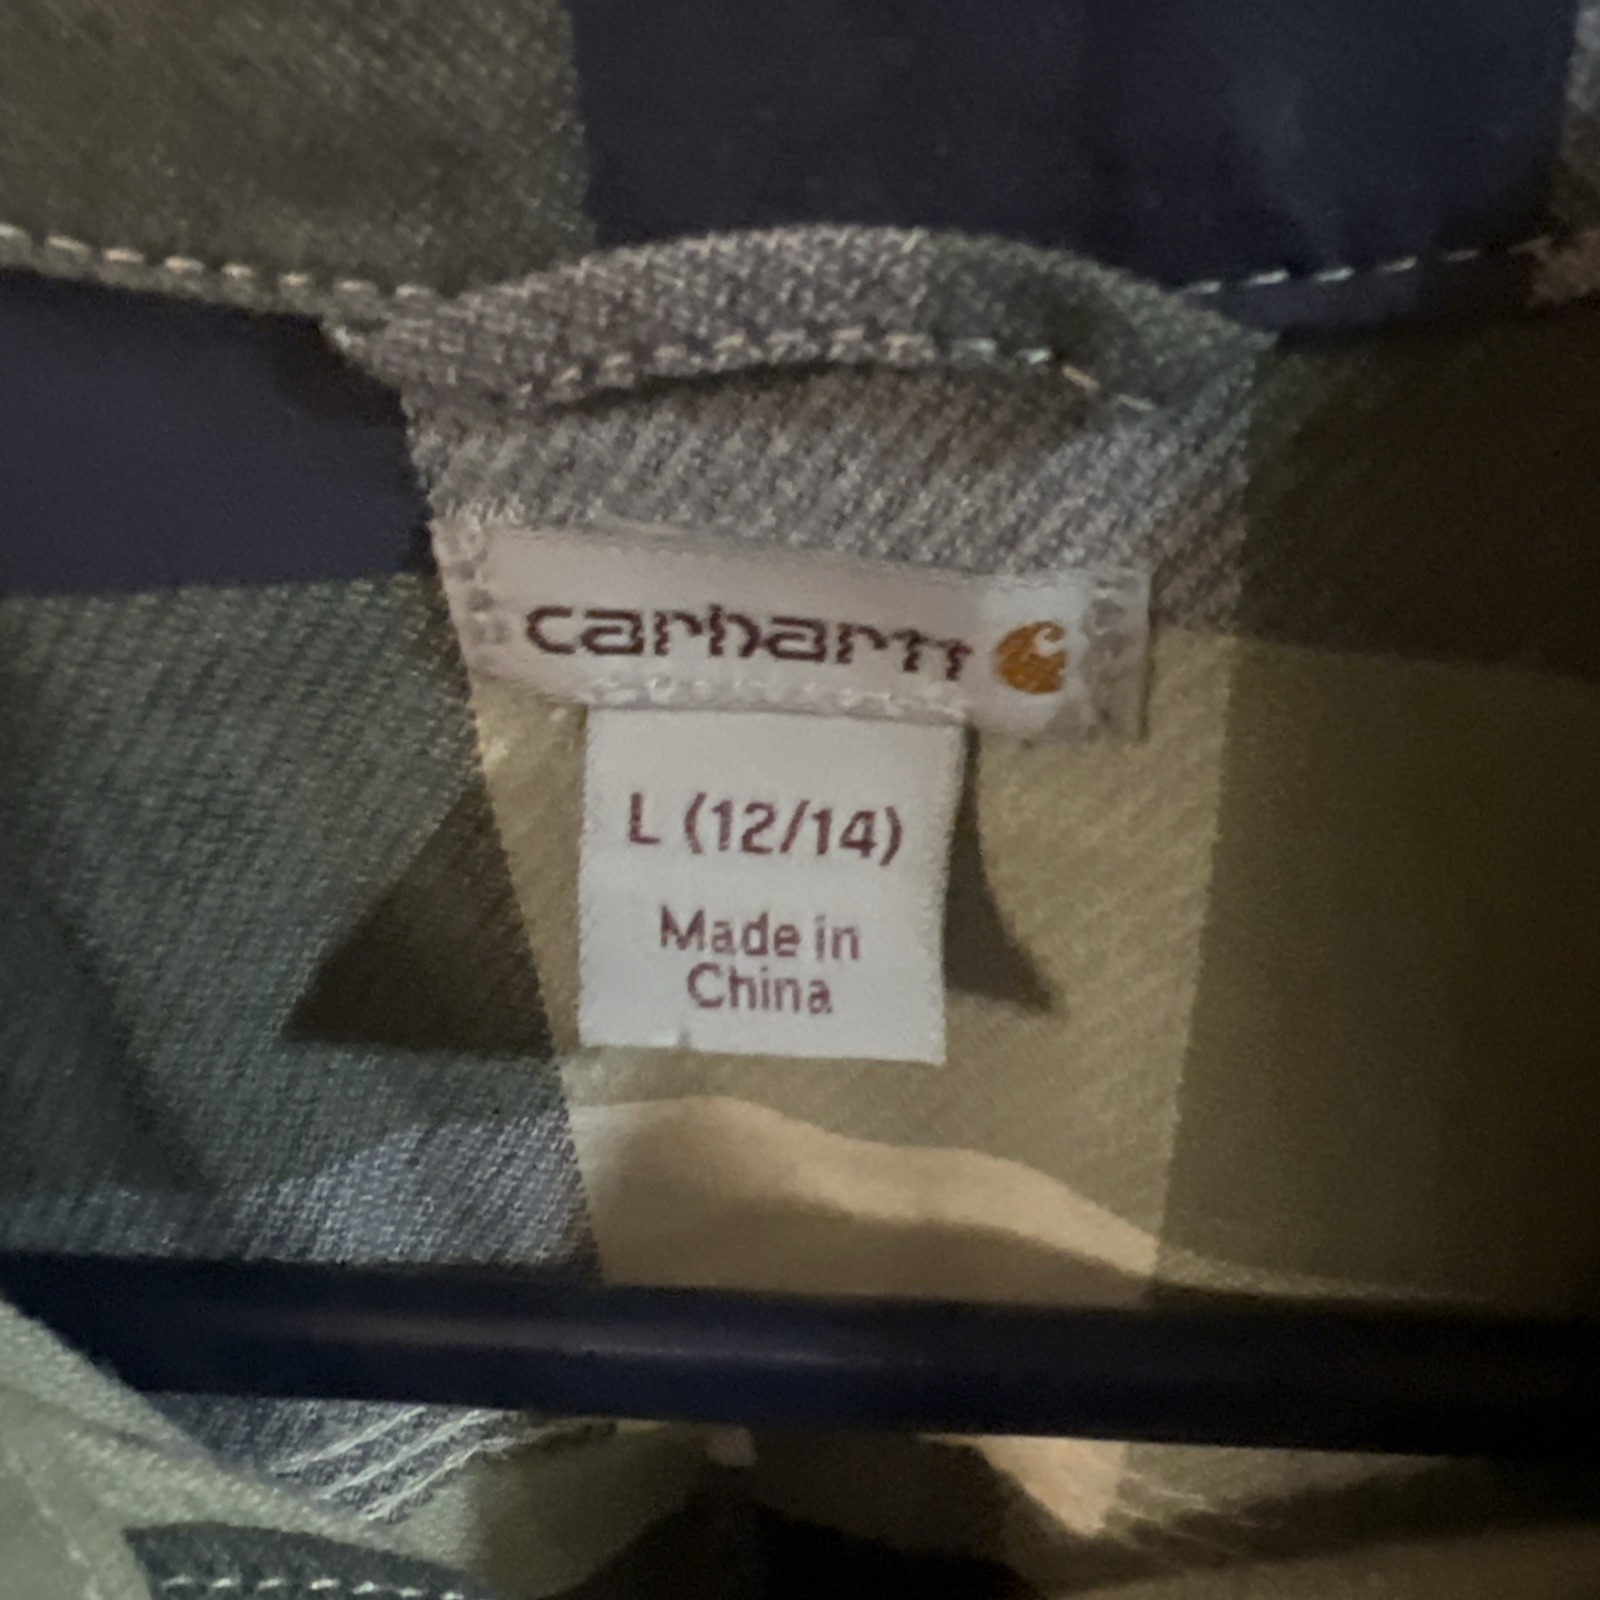 carhartt
L (12/14)
Made in
China